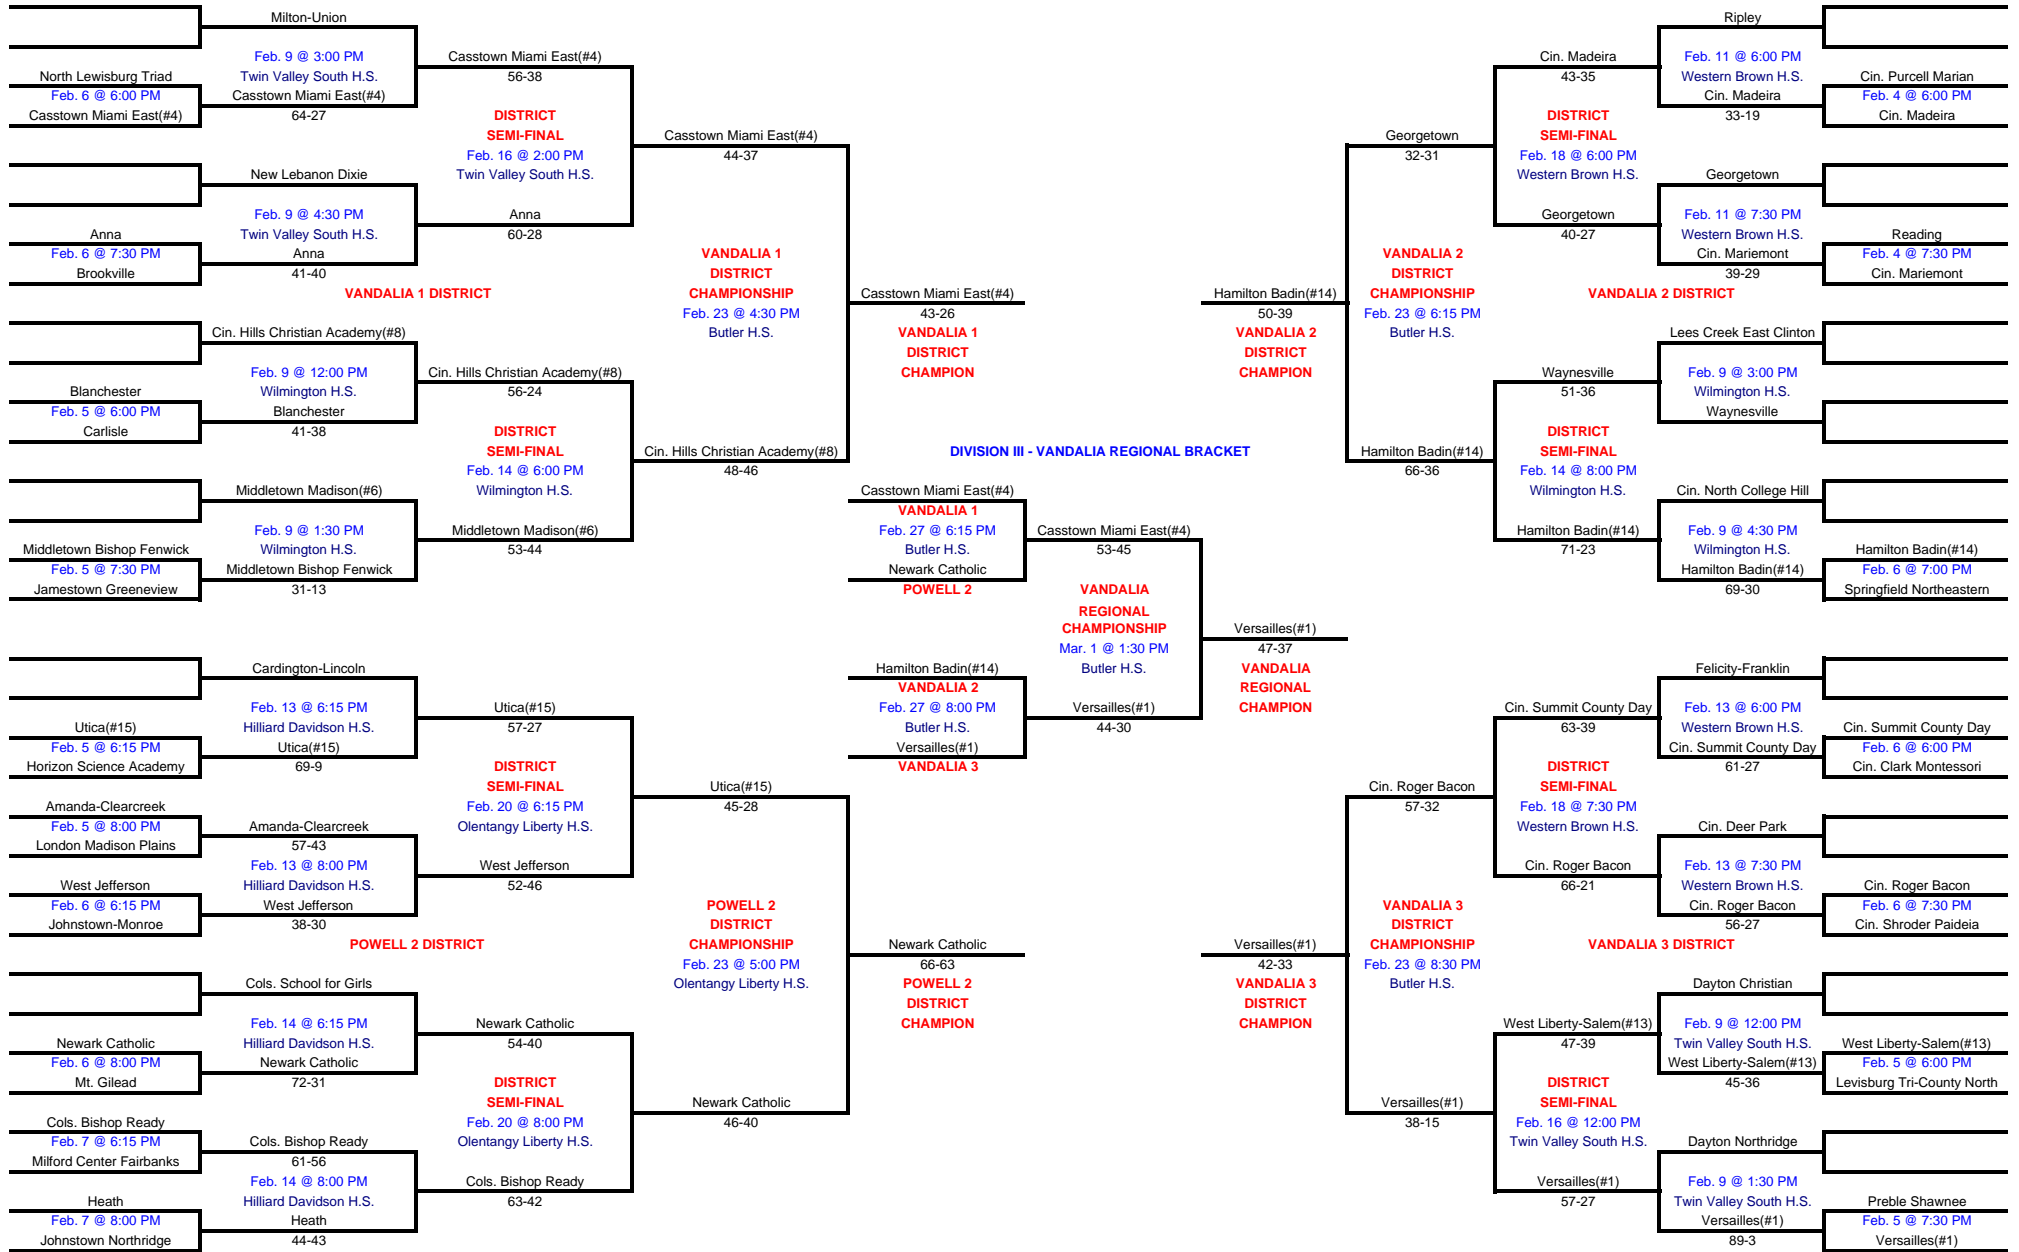 Milton-Union
Feb. 9 @ 3:00 PM
Casstown Miami East(#4)
North Lewisburg Triad
Twin Valley South H.S.
56-38
Feb. 6 @ 6:00 PM
Casstown Miami East(#4)
Casstown Miami East(#4)
64-27
DISTRICT
SEMI-FINAL
Casstown Miami East(#4)
Feb. 16 @ 2:00 PM
44-37
New Lebanon Dixie
Twin Valley South H.S.
Feb. 9 @ 4:30 PM
Anna
Anna
Twin Valley South H.S.
60-28
Feb. 6 @ 7:30 PM
Anna
Brookville
41-40
VANDALIA 1
DISTRICT
CHAMPIONSHIP
Feb. 23 @ 4:30 PM
Butler H.S.
VANDALIA 1 DISTRICT
Casstown Miami East(#4)
43-26
VANDALIA 1
DISTRICT
CHAMPION
Cin. Hills Christian Academy(#8)
Feb. 9 @ 12:00 PM
Cin. Hills Christian Academy(#8)
Blanchester
Wilmington H.S.
56-24
Feb. 5 @ 6:00 PM
Blanchester
Carlisle
41-38
DISTRICT
SEMI-FINAL
Cin. Hills Christian Academy(#8)
Feb. 14 @ 6:00 PM
48-46
Wilmington H.S.
Middletown Madison(#6)
Feb. 9 @ 1:30 PM
Middletown Madison(#6)
Middletown Bishop Fenwick
Wilmington H.S.
53-44
Feb. 5 @ 7:30 PM
Middletown Bishop Fenwick
Jamestown Greeneview
31-13
Cardington-Lincoln
Feb. 13 @ 6:15 PM
Utica(#15)
Utica(#15)
Hilliard Davidson H.S.
57-27
Feb. 5 @ 6:15 PM
Utica(#15)
Horizon Science Academy
69-9
DISTRICT
SEMI-FINAL
Utica(#15)
Feb. 20 @ 6:15 PM
45-28
Olentangy Liberty H.S.
Amanda-Clearcreek
Feb. 5 @ 8:00 PM
Amanda-Clearcreek
London Madison Plains
57-43
Feb. 13 @ 8:00 PM
West Jefferson
West Jefferson
Hilliard Davidson H.S.
52-46
Feb. 6 @ 6:15 PM
West Jefferson
Johnstown-Monroe
38-30
POWELL 2
DISTRICT
CHAMPIONSHIP
Feb. 23 @ 5:00 PM
Olentangy Liberty H.S.
POWELL 2 DISTRICT
Newark Catholic
66-63
POWELL 2
DISTRICT
CHAMPION
Cols. School for Girls
Feb. 14 @ 6:15 PM
Newark Catholic
Newark Catholic
Hilliard Davidson H.S.
54-40
Feb. 6 @ 8:00 PM
Newark Catholic
Mt. Gilead
72-31
DISTRICT
SEMI-FINAL
Newark Catholic
Feb. 20 @ 8:00 PM
46-40
Olentangy Liberty H.S.
Cols. Bishop Ready
Feb. 7 @ 6:15 PM
Cols. Bishop Ready
Milford Center Fairbanks
61-56
Feb. 14 @ 8:00 PM
Cols. Bishop Ready
Heath
Hilliard Davidson H.S.
63-42
Feb. 7 @ 8:00 PM
Heath
Johnstown Northridge
44-43
DIVISION III - VANDALIA REGIONAL BRACKET
Casstown Miami East(#4)
VANDALIA 1
Feb. 27 @ 6:15 PM
Casstown Miami East(#4)
Butler H.S.
53-45
Newark Catholic
POWELL 2
VANDALIA
REGIONAL
CHAMPIONSHIP
Mar. 1 @ 1:30 PM
Butler H.S.
Versailles(#1)
47-37
VANDALIA
REGIONAL
CHAMPION
Hamilton Badin(#14)
VANDALIA 2
Feb. 27 @ 8:00 PM
Versailles(#1)
Butler H.S.
44-30
Versailles(#1)
VANDALIA 3
Ripley
Cin. Madeira
Feb. 11 @ 6:00 PM
43-35
Western Brown H.S.
Cin. Purcell Marian
Cin. Madeira
Feb. 4 @ 6:00 PM
33-19
Cin. Madeira
DISTRICT
SEMI-FINAL
Georgetown
Feb. 18 @ 6:00 PM
32-31
Western Brown H.S.
Georgetown
Georgetown
Feb. 11 @ 7:30 PM
40-27
Western Brown H.S.
Reading
Cin. Mariemont
Feb. 4 @ 7:30 PM
39-29
Cin. Mariemont
VANDALIA 2
DISTRICT
CHAMPIONSHIP
Feb. 23 @ 6:15 PM
Butler H.S.
VANDALIA 2 DISTRICT
Hamilton Badin(#14)
50-39
VANDALIA 2
DISTRICT
CHAMPION
Lees Creek East Clinton
Waynesville
Feb. 9 @ 3:00 PM
51-36
Wilmington H.S.
Waynesville
DISTRICT
SEMI-FINAL
Hamilton Badin(#14)
Feb. 14 @ 8:00 PM
66-36
Wilmington H.S.
Cin. North College Hill
Hamilton Badin(#14)
Feb. 9 @ 4:30 PM
71-23
Wilmington H.S.
Hamilton Badin(#14)
Hamilton Badin(#14)
Feb. 6 @ 7:00 PM
69-30
Springfield Northeastern
Felicity-Franklin
Cin. Summit County Day
Feb. 13 @ 6:00 PM
63-39
Western Brown H.S.
Cin. Summit County Day
Cin. Summit County Day
Feb. 6 @ 6:00 PM
61-27
Cin. Clark Montessori
DISTRICT
SEMI-FINAL
Cin. Roger Bacon
Feb. 18 @ 7:30 PM
57-32
Western Brown H.S.
Cin. Deer Park
Cin. Roger Bacon
Feb. 13 @ 7:30 PM
66-21
Western Brown H.S.
Cin. Roger Bacon
Cin. Roger Bacon
Feb. 6 @ 7:30 PM
56-27
Cin. Shroder Paideia
VANDALIA 3
DISTRICT
CHAMPIONSHIP
Feb. 23 @ 8:30 PM
Butler H.S.
VANDALIA 3 DISTRICT
Versailles(#1)
42-33
VANDALIA 3
DISTRICT
CHAMPION
Dayton Christian
West Liberty-Salem(#13)
Feb. 9 @ 12:00 PM
47-39
Twin Valley South H.S.
West Liberty-Salem(#13)
West Liberty-Salem(#13)
Feb. 5 @ 6:00 PM
45-36
Levisburg Tri-County North
DISTRICT
SEMI-FINAL
Versailles(#1)
Feb. 16 @ 12:00 PM
38-15
Twin Valley South H.S.
Dayton Northridge
Versailles(#1)
Feb. 9 @ 1:30 PM
57-27
Twin Valley South H.S.
Preble Shawnee
Versailles(#1)
Feb. 5 @ 7:30 PM
89-3
Versailles(#1)